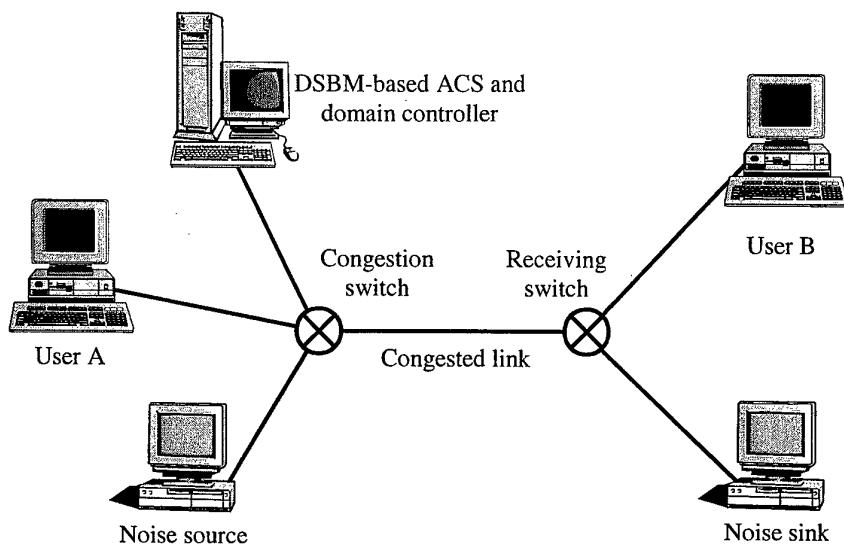 DSBM-based ACS and
domain controller
User B
Congestion
switch
Receiving
switch
User A
Congested link
Noise source
Noise sink